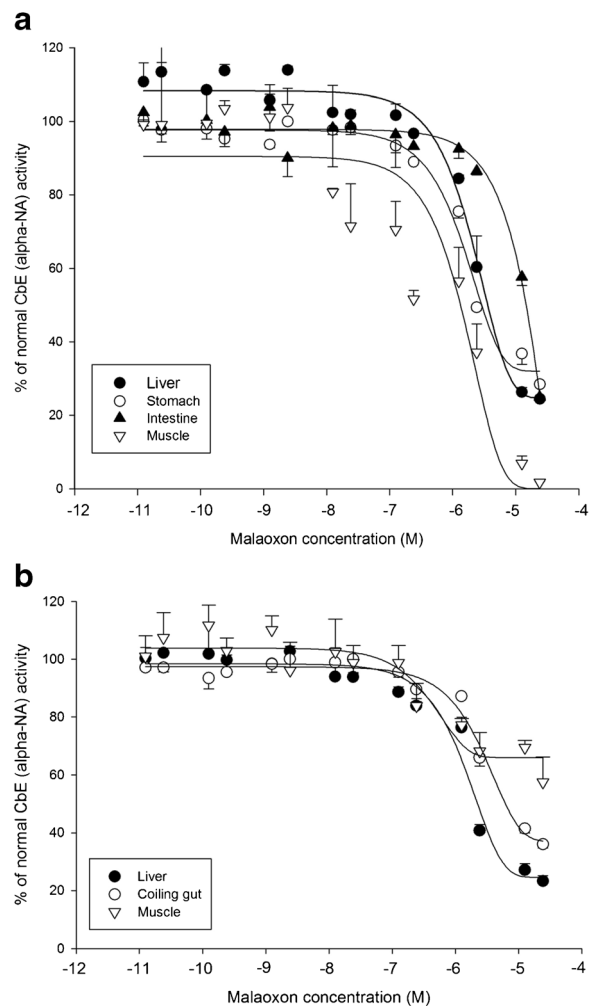 a
% of normal CbE (alpha-NA) activity
120
100
80
60
40
20
0
Liver
Stomach
Intestine
Muscle
-12 -11 -10 -9 -8 -7 -6 -5 -4
Malaoxon concentration (M)
b
% of normal CbE (alpha-NA) activity
120
100
80
60
40
20
0
Liver
Coiling gut
Muscle
-12 -11 -10 -9 -8 -7 -6 -5 -4
Malaoxon concentration (M)